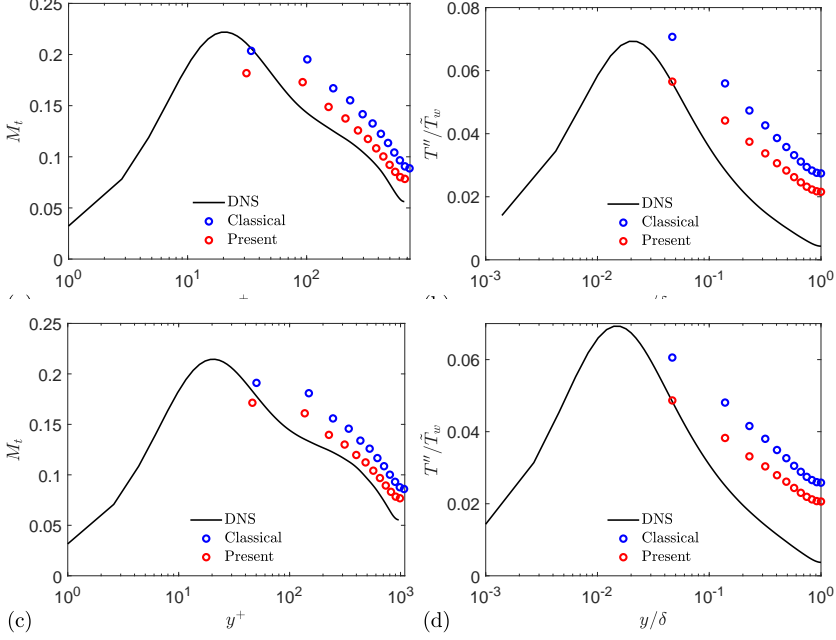 0.25
0.2
0.15
0.1
0.05
0
10^0
10^1
10^2
M_t
DNS
Classical
Present
0.08
0.06
0.04
0.02
0
10^-3
10^-2
10^-1
10^0
T''/T̃_w
DNS
Classical
Present
0.25
0.2
0.15
0.1
0.05
0
10^0
10^1
10^2
10^3
M_t
y^+
DNS
Classical
Present
(c)
0.06
0.04
0.02
0
10^-3
10^-2
10^-1
10^0
T''/T̃_w
y/δ
DNS
Classical
Present
(d)